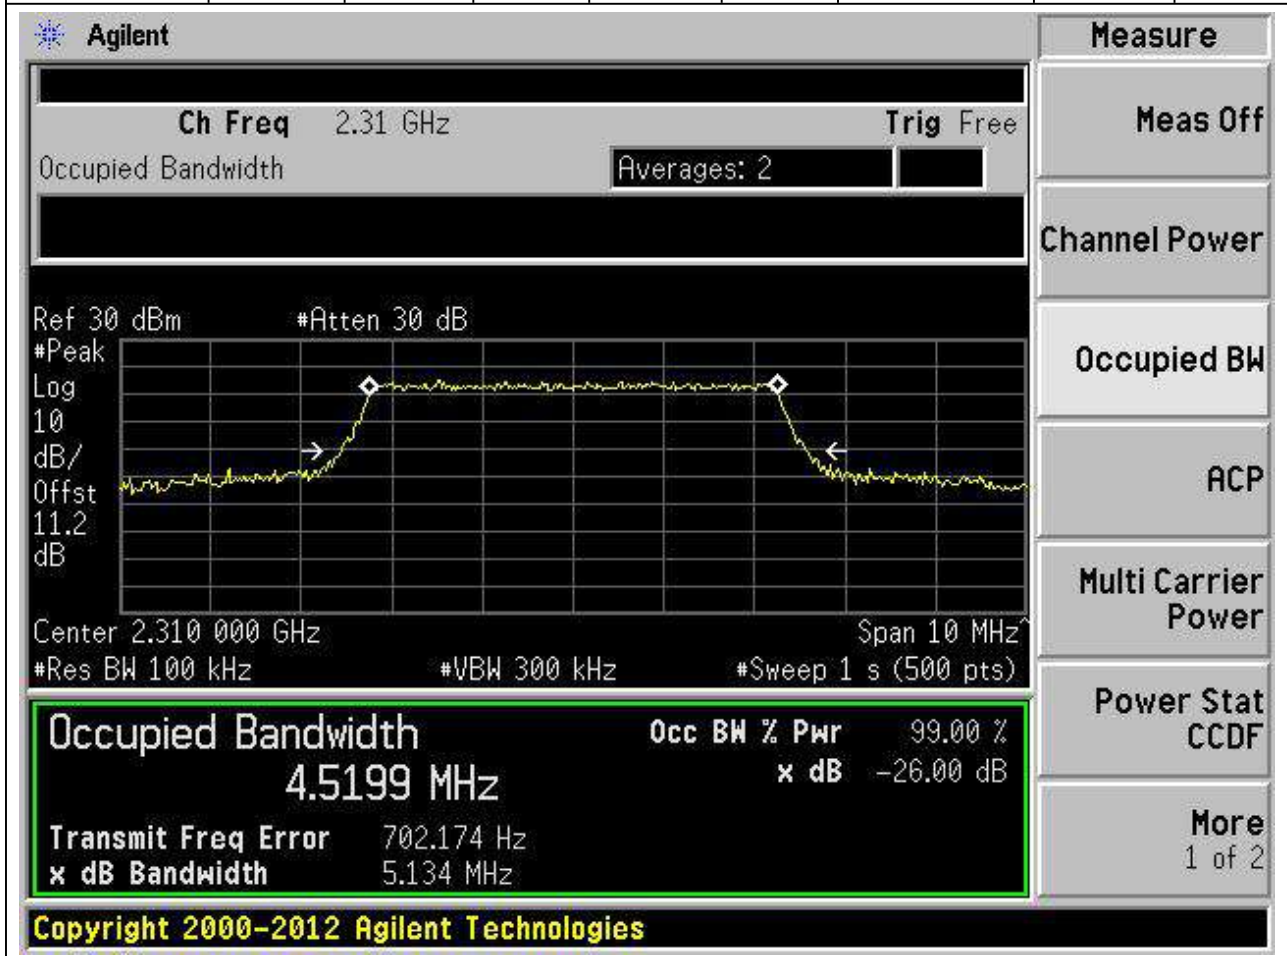 Agilent
Measure
Ch Freq 2.31 GHz Trig Free
Occupied Bandwidth Averages: 2
Meas Off
Channel Power
Occupied BW
ACP
Multi Carrier
Power
Power Stat
CCDF
More
1 of 2
Ref 30 dBm #Atten 30 dB
#Peak
Log
10
dB/
Offst
11.2
dB
Center 2.310 000 GHz Span 10 MHz^
#Res BW 100 kHz #VBW 300 kHz #Sweep 1 s (500 pts)
Occupied Bandwidth Occ BW % Pwr 99.00 %
4.5199 MHz x dB -26.00 dB
Transmit Freq Error 702.174 Hz
x dB Bandwidth 5.134 MHz
Copyright 2000-2012 Agilent Technologies